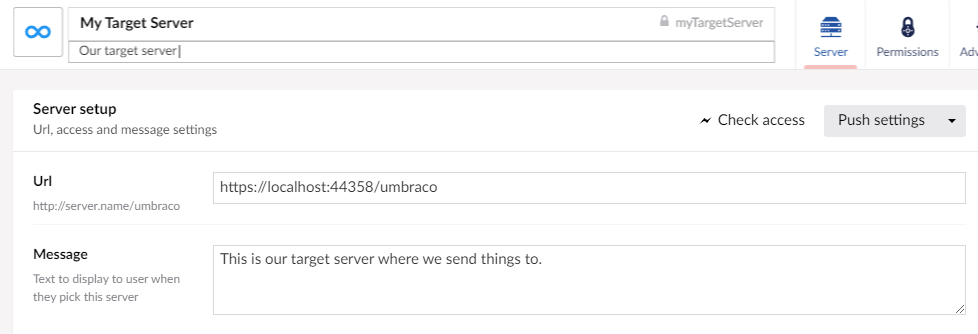 My Target Server
myTargetServer
Our target server
Server
Permissions
Server setup
Url, access and message settings
Check access
Push settings
Url
http://server.name/umbraco
https://localhost:44358/umbraco
Message
Text to display to user when
they pick this server
This is our target server where we send things to.